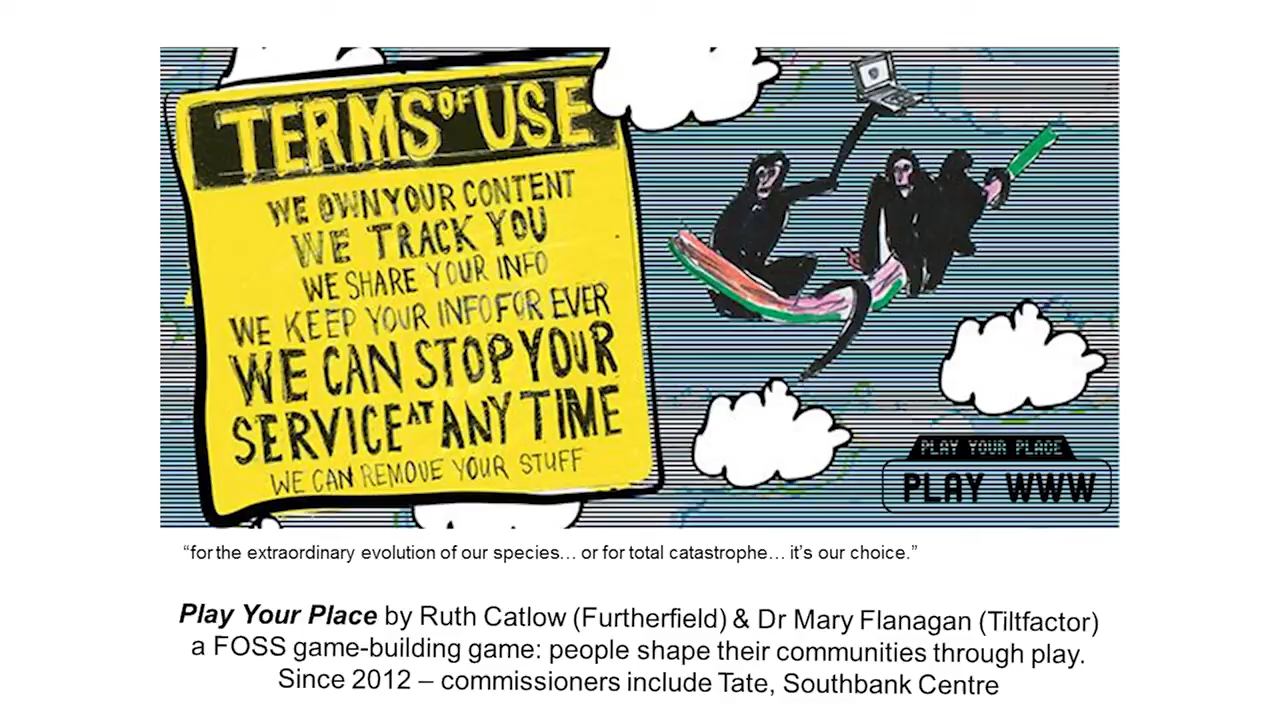 TERMS OF USE
WE OWN YOUR CONTENT
WE TRACK YOU
WE SHARE YOUR INFO
WE KEEP YOUR INFO FOR EVER
WE CAN STOP YOUR
SERVICE AT ANY TIME
WE CAN REMOVE YOUR STUFF
PLAY YOUR PLACE
PLAY WWW
“for the extraordinary evolution of our species… or for total catastrophe… it’s our choice.”
Play Your Place by Ruth Catlow (Furtherfield) & Dr Mary Flanagan (Tiltfactor)
a FOSS game-building game: people shape their communities through play.
Since 2012 – commissioners include Tate, Southbank Centre